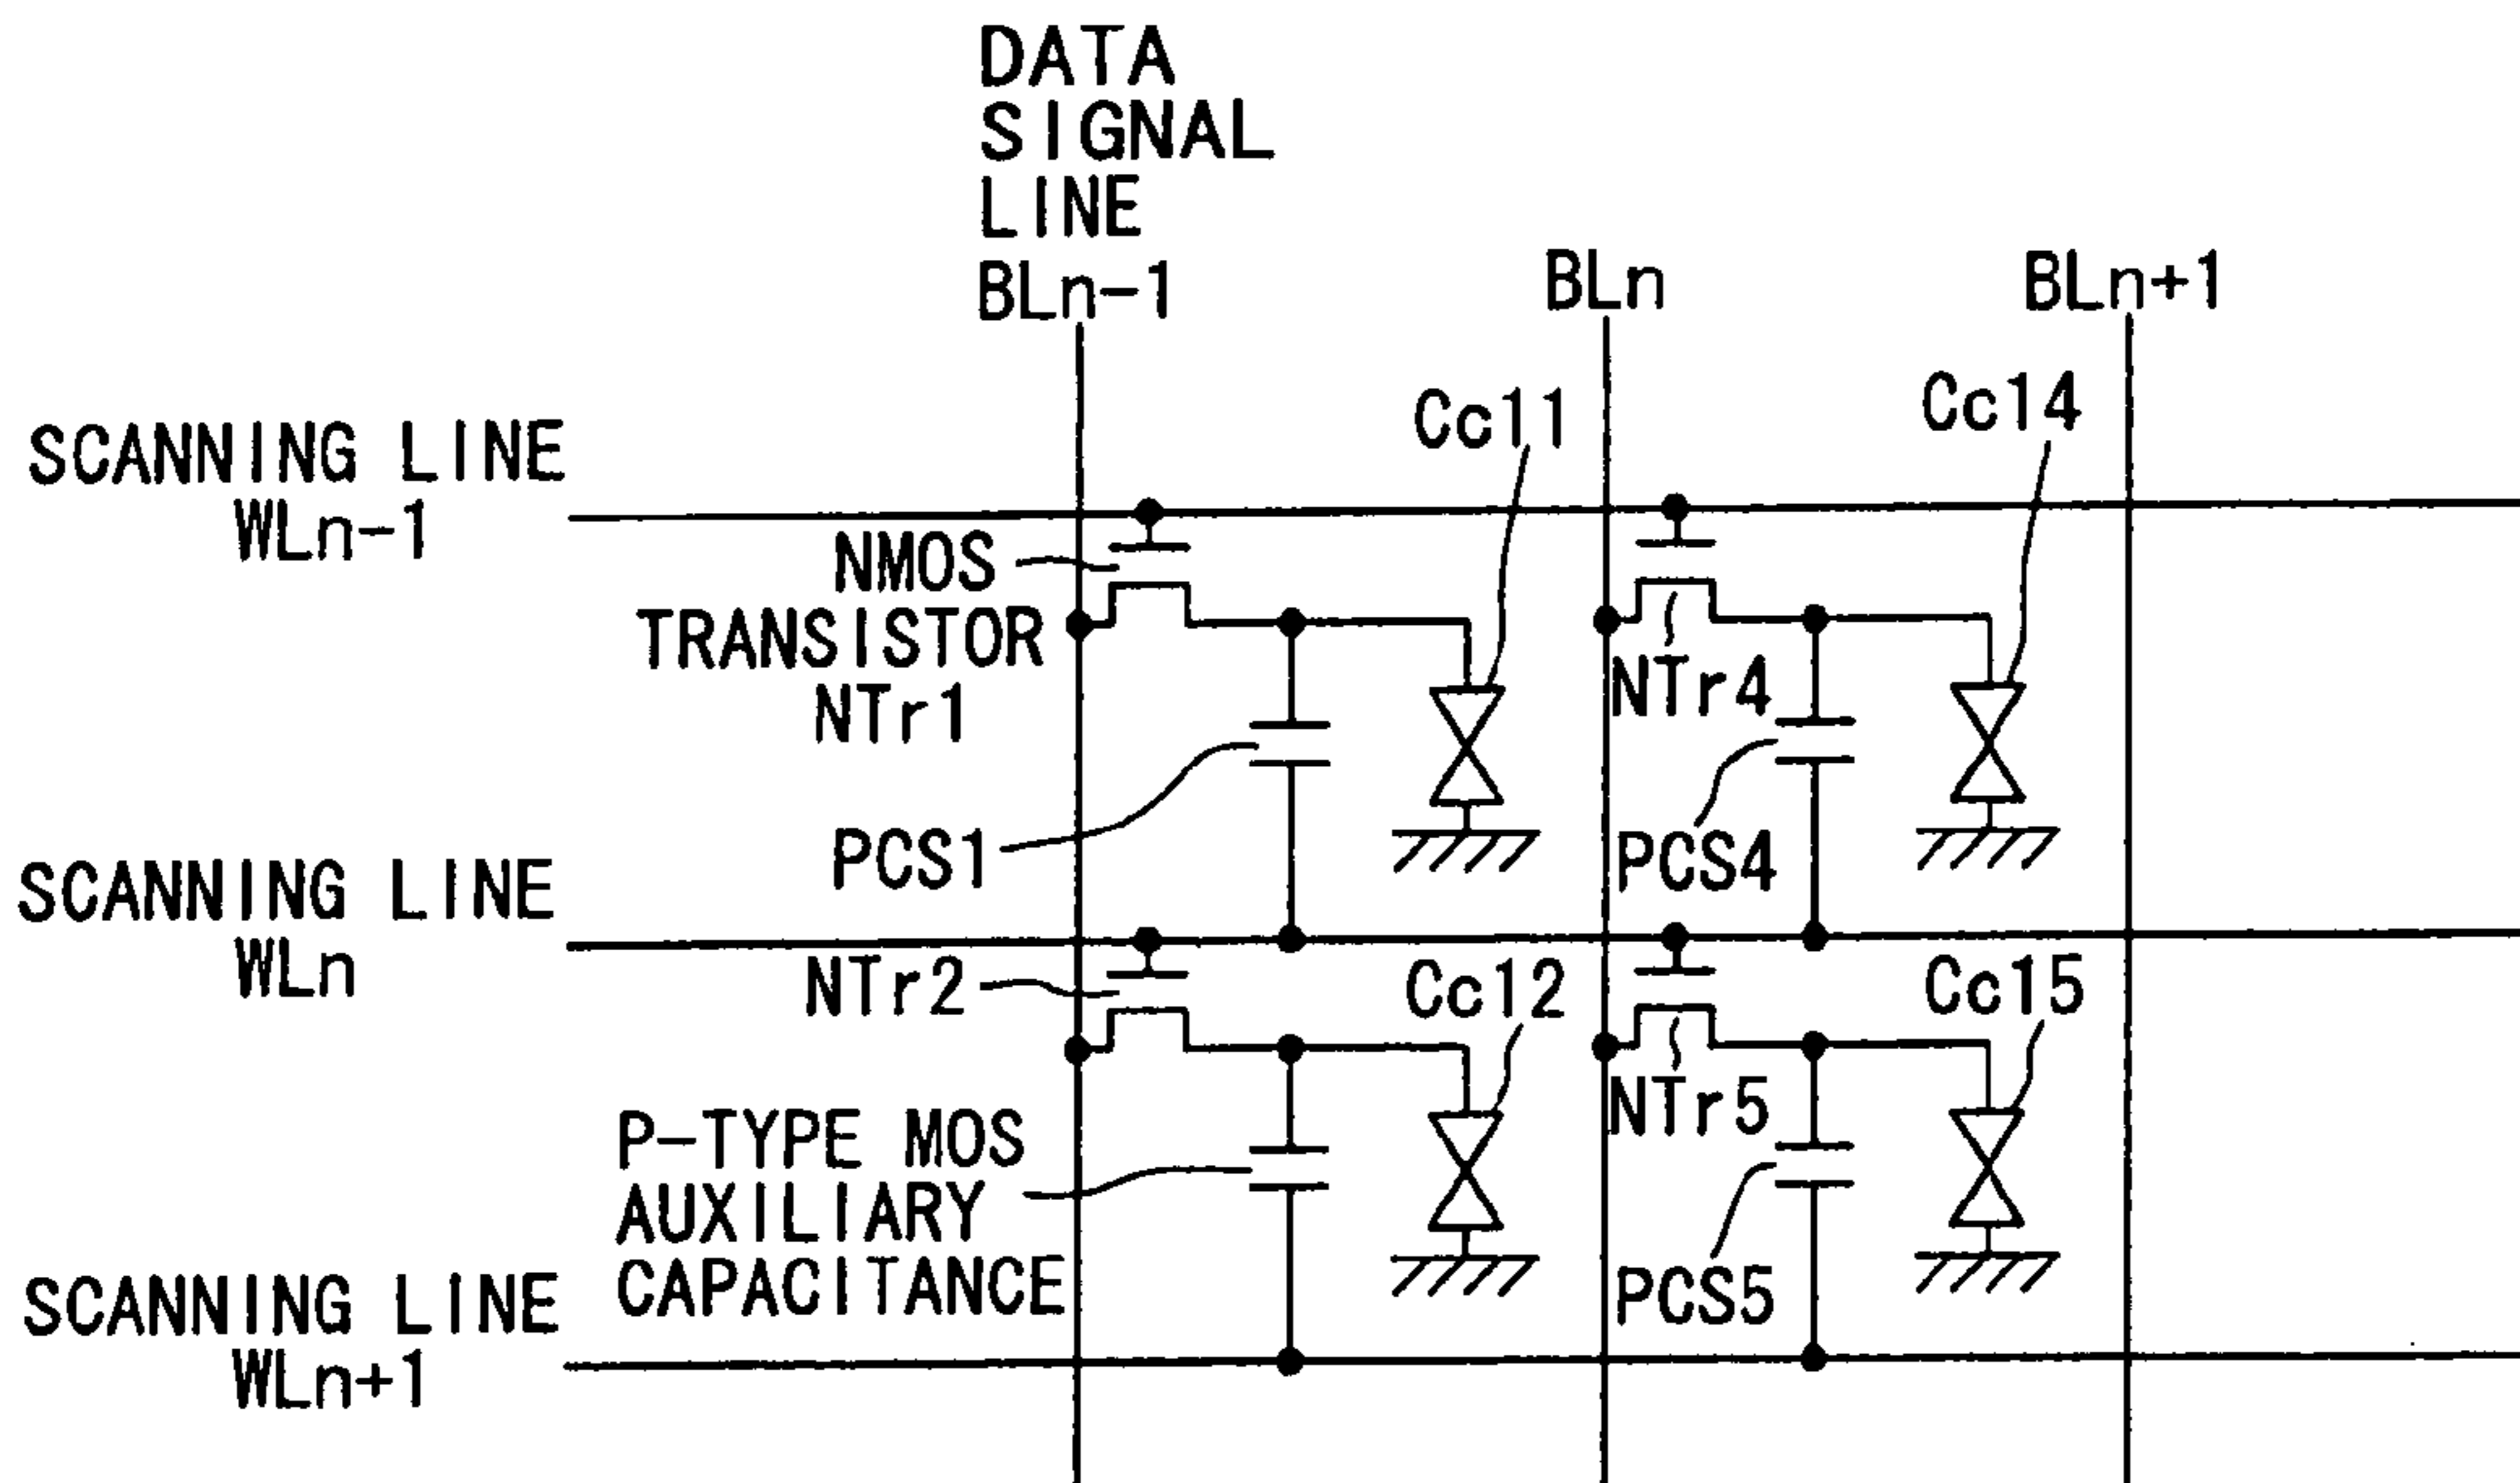 DATA
SIGNAL
LINE
BLn-1
BLn
BLn+1
Cc11
Cc14
SCANNING LINE
WLn-1
NMOS
TRANSISTOR
NTr1
NTr4
PCS1
PCS4
SCANNING LINE
WLn
NTr2
Cc12
Cc15
NTr5
P-TYPE MOS
AUXILIARY
CAPACITANCE
PCS5
SCANNING LINE
WLn+1